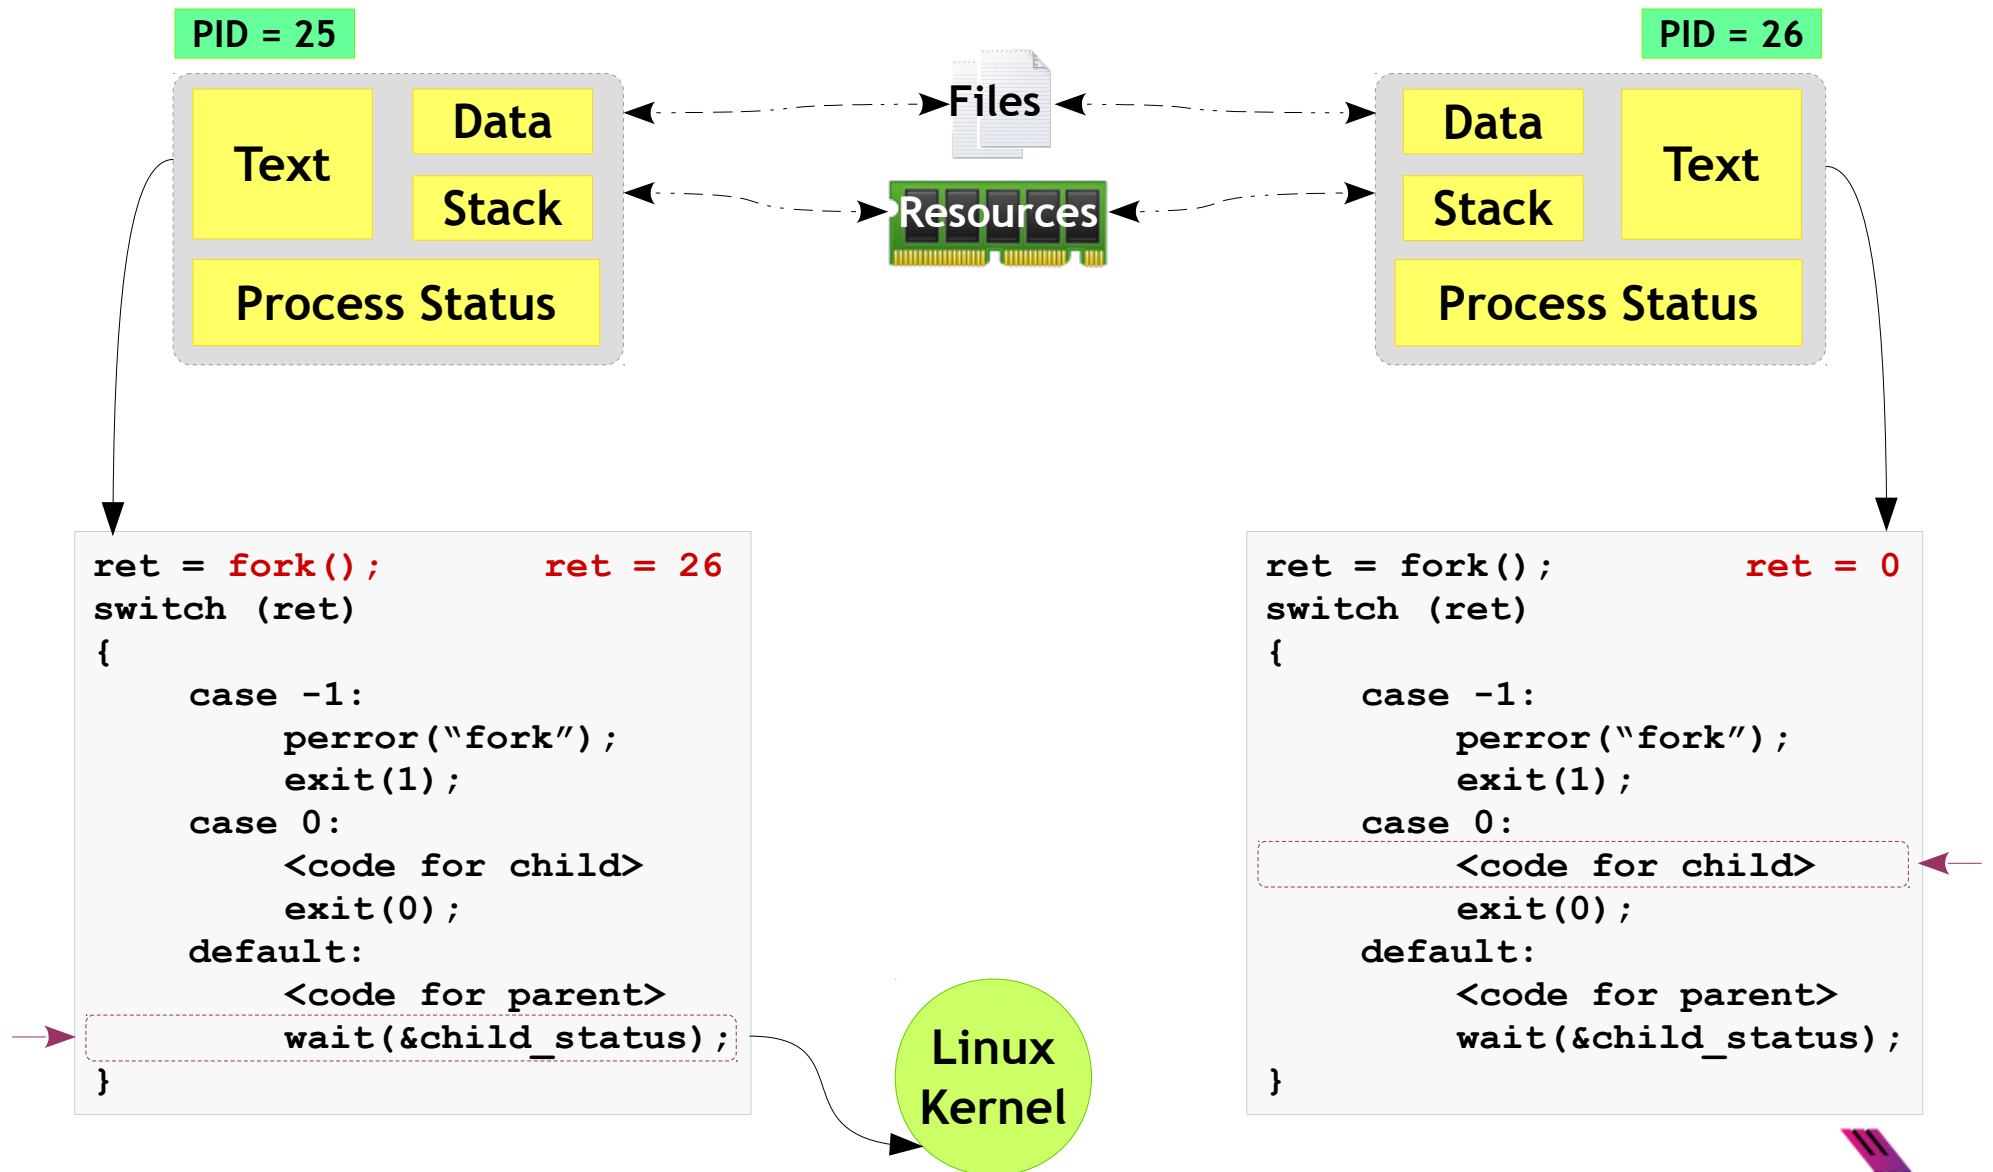 PID = 25
PID = 26
Text
Data
Stack
Process Status
Files
Resources
Data
Stack
Text
Process Status
ret = fork(); ret = 26
switch (ret)
{
case -1:
perror(“fork”);
exit(1);
case 0:
<code for child>
exit(0);
default:
<code for parent>
wait(&child_status);
}
Linux
Kernel
ret = fork(); ret = 0
switch (ret)
{
case -1:
perror(“fork”);
exit(1);
case 0:
<code for child>
exit(0);
default:
<code for parent>
wait(&child_status);
}